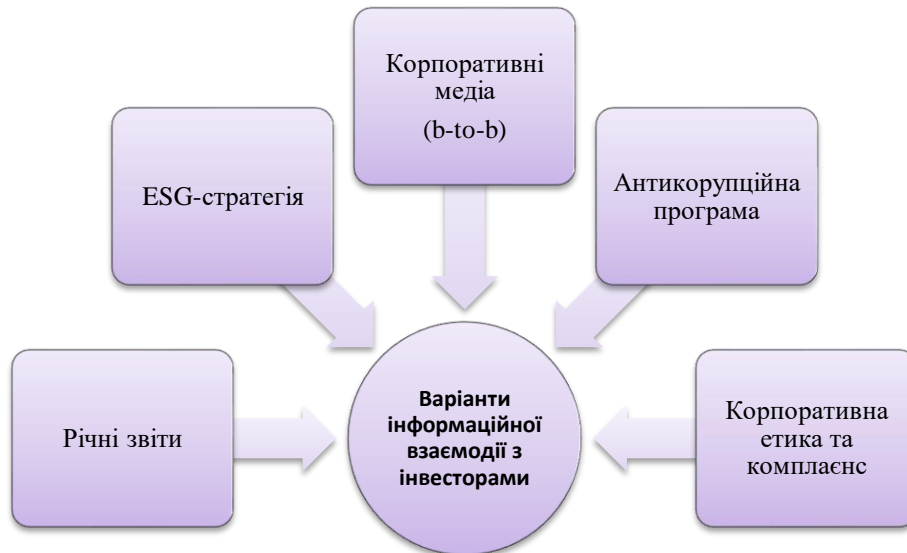 Корпоративні
медіа
(b-to-b)
ESG-стратегія
Антикорупційна
програма
Річні звіти
Варіанти
інформаційної
взаємодії з
інвесторами
Корпоративна
етика та
комплаєнс